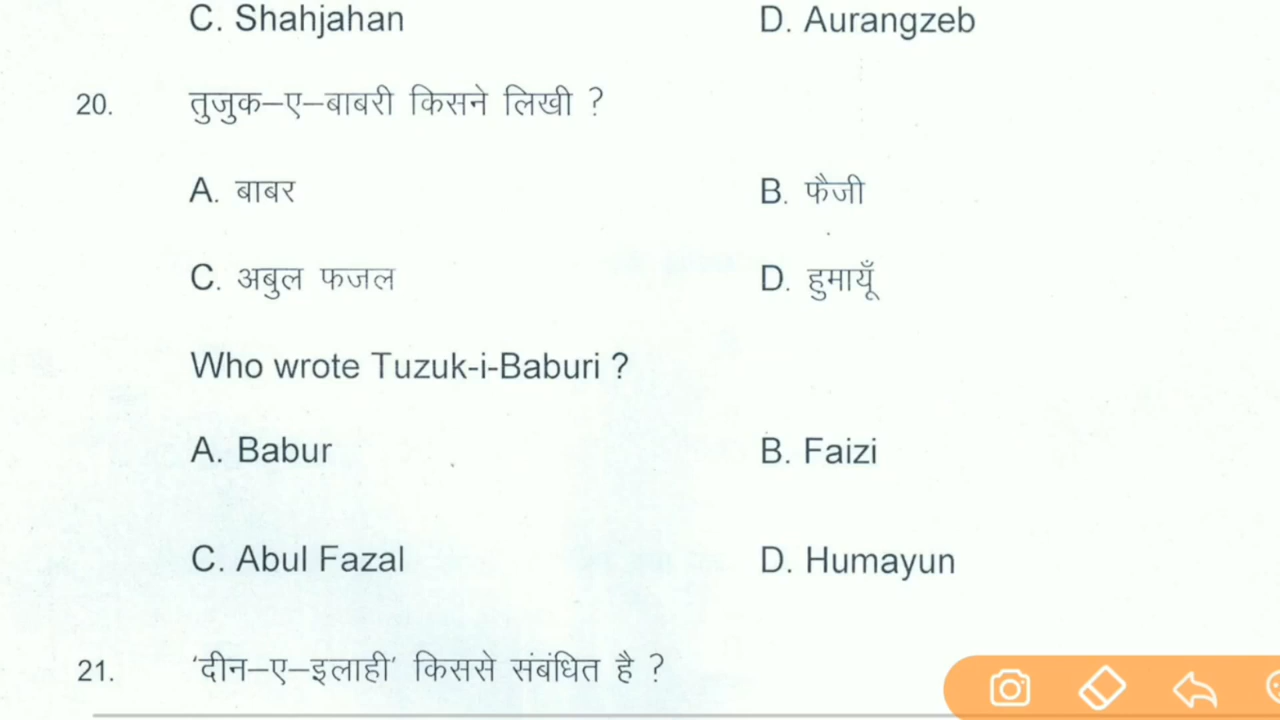 C. Shahjahan D. Aurangzeb
20. तुजुक–ए–बाबरी किसने लिखी ?
A. बाबर B. फैजी
C. अबुल फजल D. हुमायूँ
Who wrote Tuzuk-i-Baburi ?
A. Babur B. Faizi
C. Abul Fazal D. Humayun
21. ‘दीन–ए–इलाही’ किससे संबंधित है ?